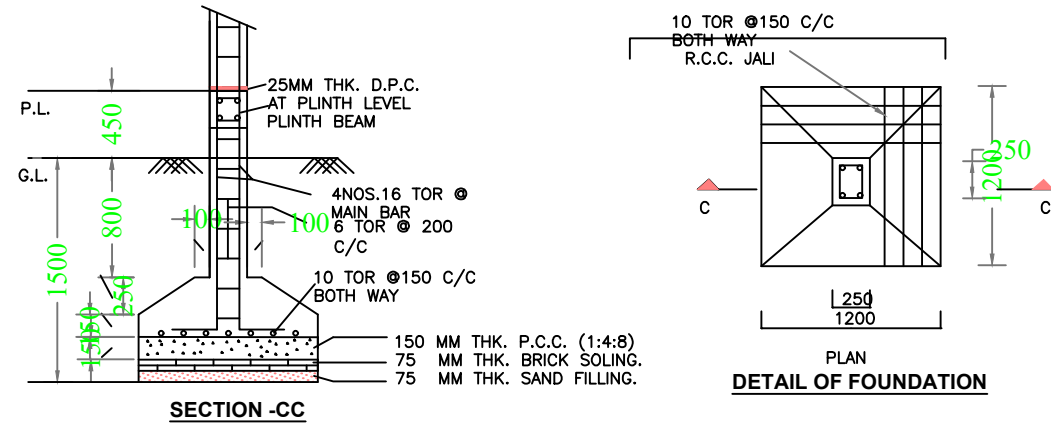 10 TOR @150 C/C
BOTH WAY
R.C.C. JALI
25MM THK. D.P.C.
AT PLINTH LEVEL
PLINTH BEAM
P.L.
450
G.L.
4NOS.16 TOR @
MAIN BAR
6 TOR @ 200
C/C
100
100
800
1500
250
10 TOR @150 C/C
BOTH WAY
150
150 MM THK. P.C.C. (1:4:8)
75 MM THK. BRICK SOLING.
75 MM THK. SAND FILLING.
SECTION -CC
250
1200
C
C
250
1200
PLAN
DETAIL OF FOUNDATION